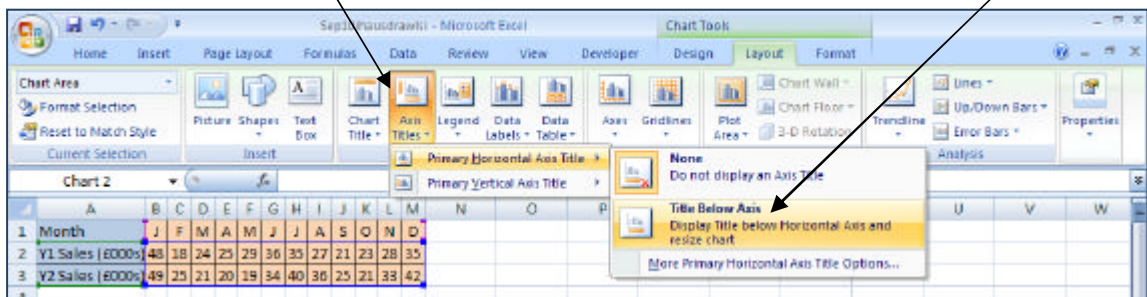 - Microsoft Excel
Chart Tools
Home Insert Page Layout Formulas Data Review View Developer Design Layout Format
Chart Area
Format Selection
Reset to Match Style
Current Selection
Picture Shapes Text Box
Insert
Chart Title
Axis Titles
Legend
Data Labels
Data Table
Axes Gridlines
Plot Area
Chart Wall
Chart Floor
3-D Rotation
Trendline
Lines
Up/Down Bars
Error Bars
Analysis
Properties
Primary Horizontal Axis Title
Primary Vertical Axis Title
None
Do not display an Axis Title
Title Below Axis
Display Title below Horizontal Axis and
resize chart
More Primary Horizontal Axis Title Options...
Chart 2 fx
A B C D E F G H I J K L M N O P U V W
1 Month J F M A M J J A S O N D
2 Y1 Sales (£000s) 48 18 24 25 29 36 35 27 21 23 28 35
3 Y2 Sales (£000s) 49 25 21 20 19 34 40 36 25 21 33 42